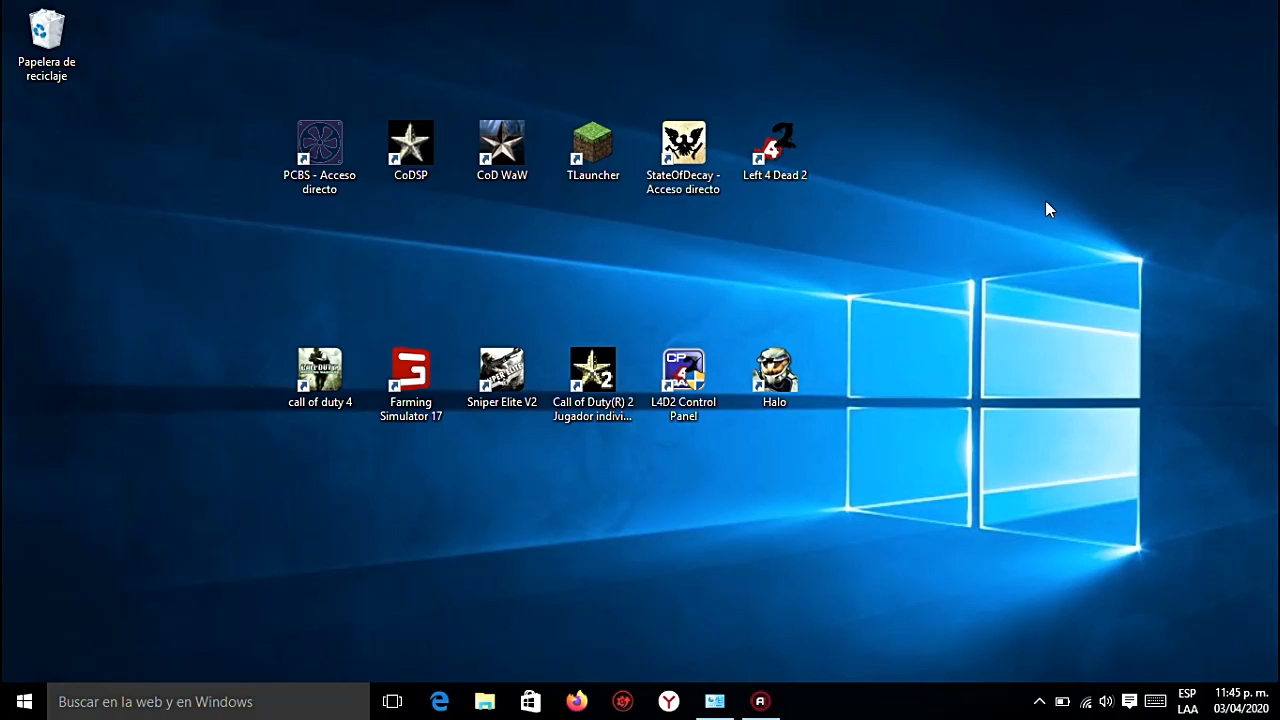 Papelera de
reciclaje
PCBS - Acceso
directo
CoDSP
CoD WaW
TLauncher
StateOfDecay -
Acceso directo
Left 4 Dead 2
call of duty 4
Farming
Simulator 17
Sniper Elite V2
Call of Duty(R) 2
Jugador indivi...
L4D2 Control
Panel
Halo
Buscar en la web y en Windows
ESP
LAA
11:45 p. m.
03/04/2020